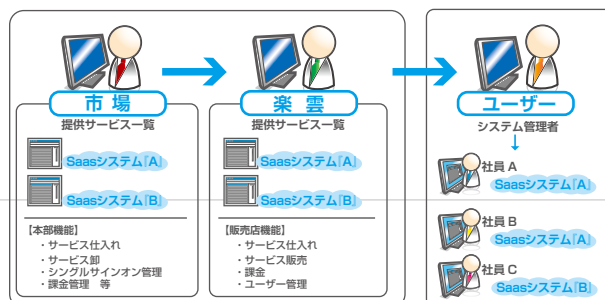 市場
提供サービス一覧
Saasシステム『A』
Saasシステム『B』
【本部機能】
・サービス仕入れ
・サービス卸
・シングルサインオン管理
・課金管理 等
楽雲
提供サービス一覧
Saasシステム『A』
Saasシステム『B』
【販売店機能】
・サービス仕入れ
・サービス販売
・課金
・ユーザー管理
ユーザー
システム管理者
社員 A
Saasシステム『A』
社員 B
Saasシステム『A』
社員 C
Saasシステム『B』